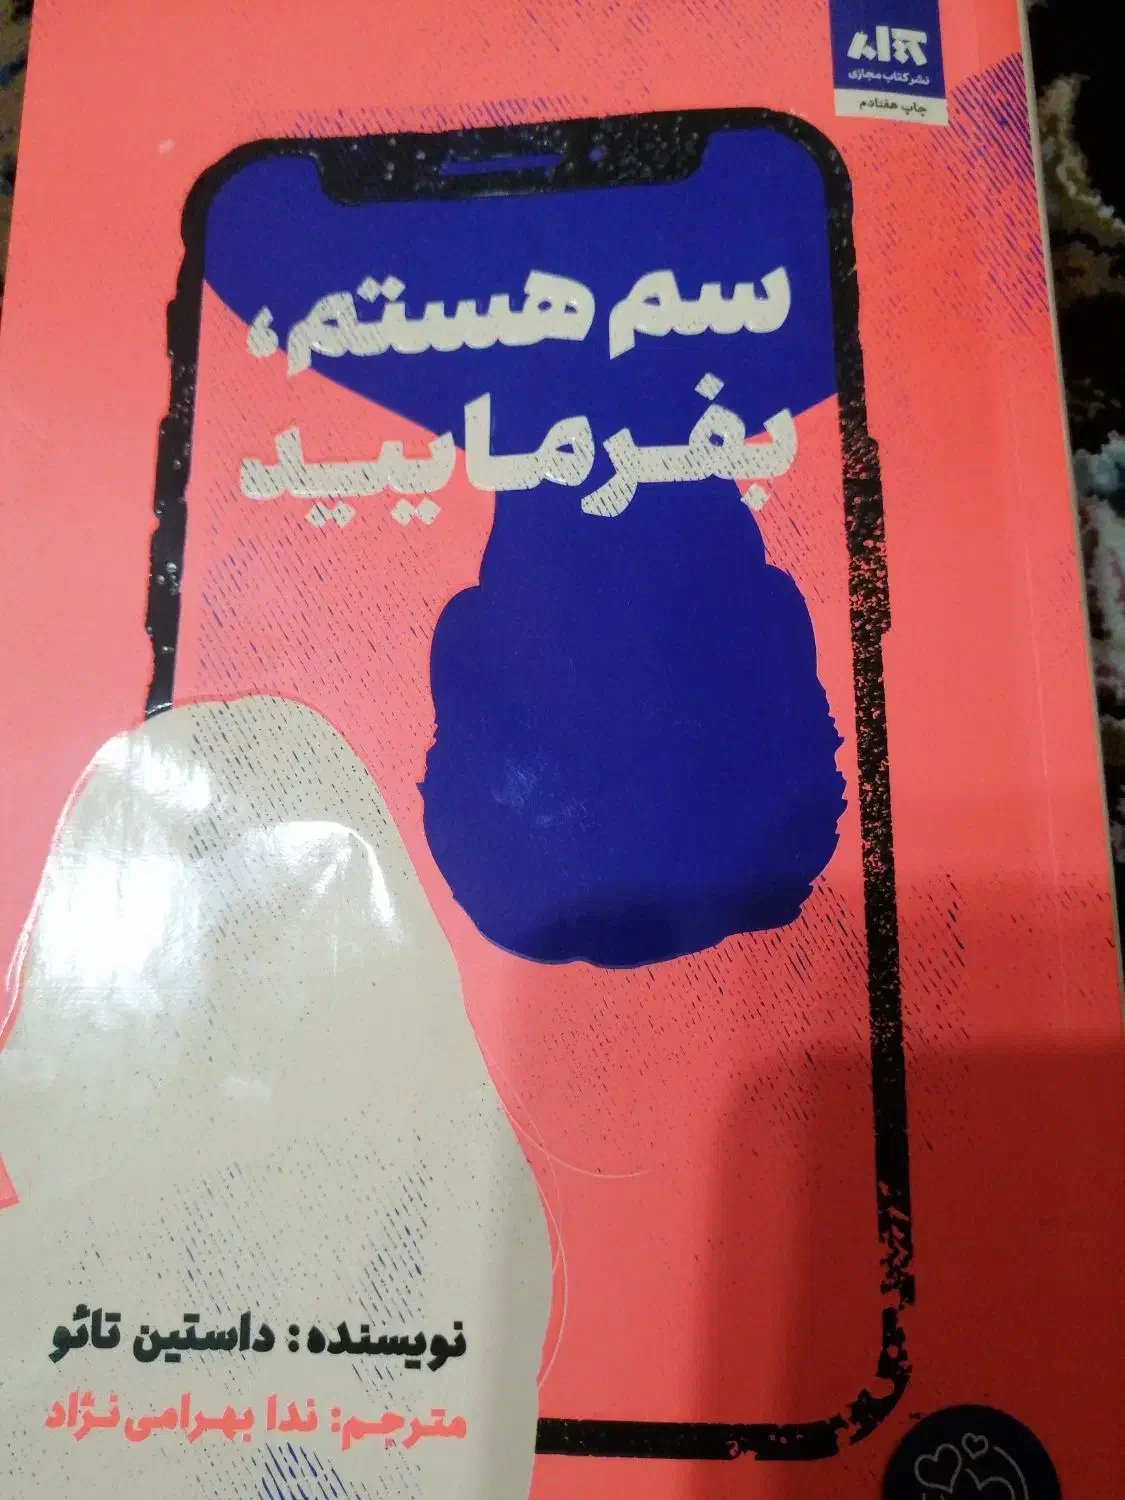 نشر کتاب مجازی
چاپ هفتادم
سم هستم،
بفرمایید
نویسنده: داستین تائو
مترجم: ندا بهرامی‌نژاد